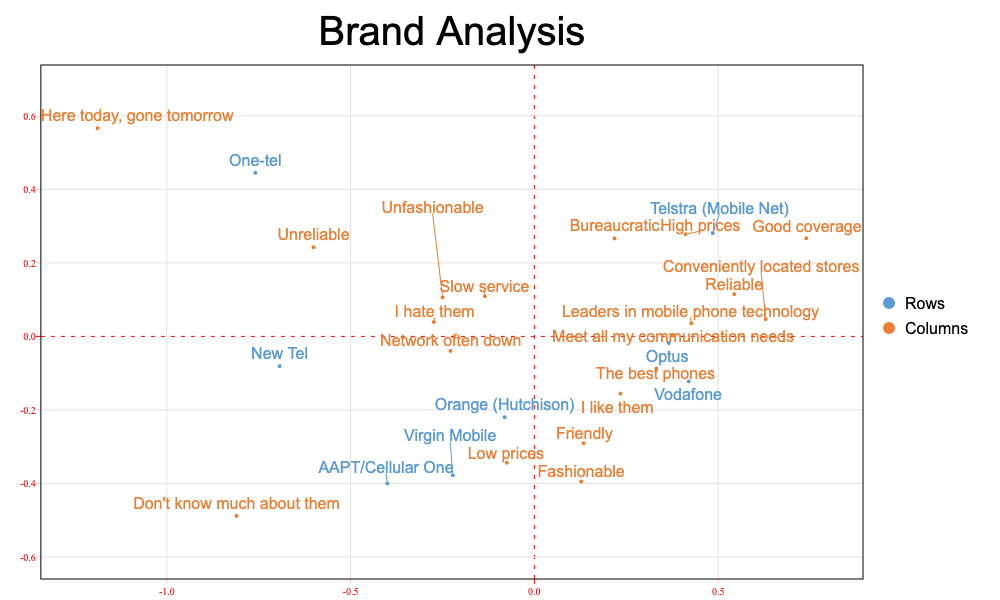 Brand Analysis
0.6
Here today, gone tomorrow
One-tel
0.4
Unfashionable
Telstra (Mobile Net)
Unreliable
Bureaucratic
High prices
Good coverage
0.2
Conveniently located stores
Slow service
Reliable
I hate them
Leaders in mobile phone technology
Rows
Columns
0.0
Network often down
Meet all my communication needs
New Tel
Optus
The best phones
Vodafone
-0.2
Orange (Hutchison)
I like them
Virgin Mobile
Friendly
Low prices
AAPT/Cellular One
Fashionable
-0.4
Don't know much about them
-0.6
-1.0
-0.5
0.0
0.5